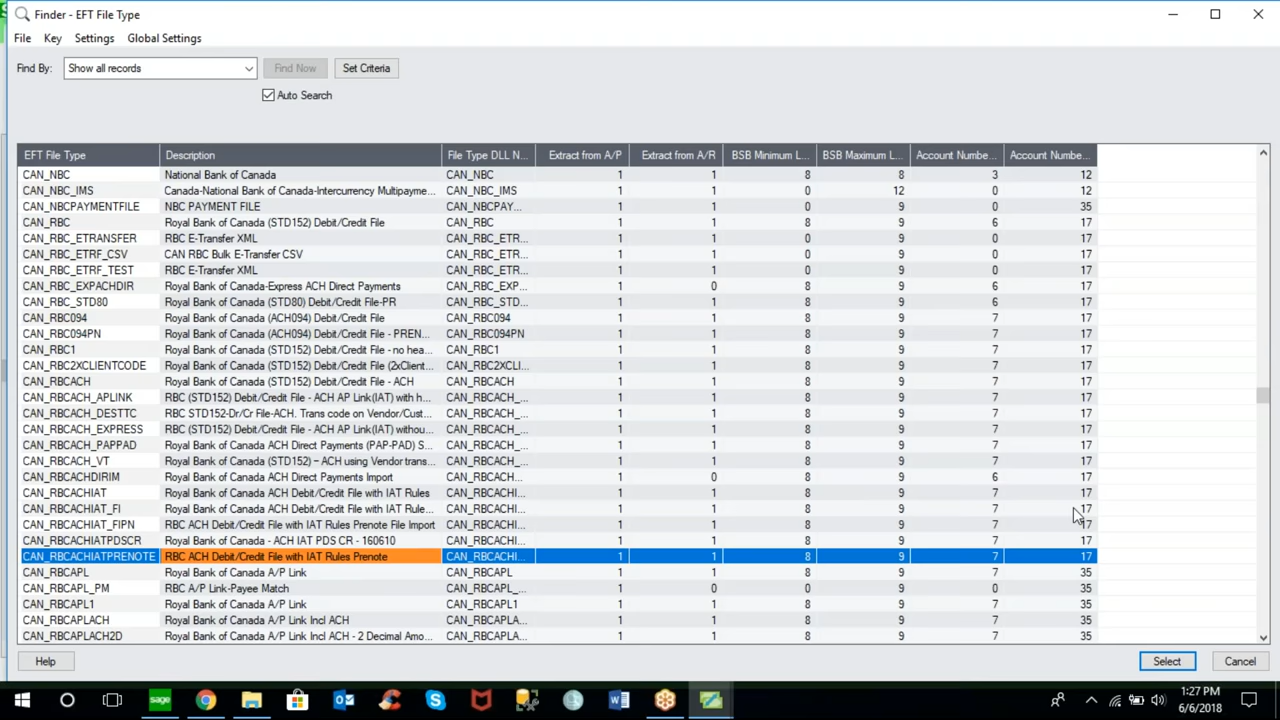 Finder - EFT File Type
File Key Settings Global Settings
Find By: Show all records Find Now Set Criteria
Auto Search
EFT File Type Description File Type DLL N... Extract from A/P Extract from A/R BSB Minimum L... BSB Maximum L... Account Numbe... Account Numbe...
CAN_NBC National Bank of Canada CAN_NBC 1 1 8 8 3 12
CAN_NBC_IMS Canada-National Bank of Canada-Intercurrency Multipayme... CAN_NBC_IMS 1 1 0 12 0 12
CAN_NBCPAYMENTFILE NBC PAYMENT FILE CAN_NBCPAY... 1 1 8 9 0 35
CAN_RBC Royal Bank of Canada (STD152) Debit/Credit File CAN_RBC 1 1 8 9 6 17
CAN_RBC_ETRANSFER RBC E-Transfer XML CAN_RBC_ETR... 1 1 0 9 0 17
CAN_RBC_ETRF_CSV CAN RBC Bulk E-Transfer CSV CAN_RBC_ETR... 1 1 0 9 0 17
CAN_RBC_ETRF_TEST RBC E-Transfer XML CAN_RBC_ETR... 1 1 0 9 0 17
CAN_RBC_EXPACHDIR Royal Bank of Canada-Express ACH Direct Payments CAN_RBC_EXP... 1 0 8 9 6 17
CAN_RBC_STD80 Royal Bank of Canada (STD80) Debit/Credit File-PR CAN_RBC_STD... 1 1 8 9 6 17
CAN_RBC094 Royal Bank of Canada (ACH094) Debit/Credit File CAN_RBC094 1 1 8 9 7 17
CAN_RBC094PN Royal Bank of Canada (ACH094) Debit/Credit File - PREN... CAN_RBC094PN 1 1 8 9 7 17
CAN_RBC1 Royal Bank of Canada (STD152) Debit/Credit File - no hea... CAN_RBC1 1 1 8 9 7 17
CAN_RBC2XCLIENTCODE Royal Bank of Canada (STD152) Debit/Credit File (2xClient... CAN_RBC2XCLI... 1 1 8 9 7 17
CAN_RBCACH Royal Bank of Canada (STD152) Debit/Credit File - ACH CAN_RBCACH 1 1 8 9 7 17
CAN_RBCACH_APLINK RBC (STD152) Debit/Credit File - ACH AP Link(IAT) with h... CAN_RBCACH_... 1 1 8 9 7 17
CAN_RBCACH_DESTTC RBC STD152-Dr/Cr File-ACH. Trans code on Vendor/Cust... CAN_RBCACH_... 1 1 8 9 7 17
CAN_RBCACH_EXPRESS RBC (STD152) Debit/Credit File - ACH AP Link(IAT) withou... CAN_RBCACH_... 1 1 8 9 7 17
CAN_RBCACH_PAPPAD Royal Bank of Canada ACH Direct Payments (PAP-PAD) S... CAN_RBCACH_... 1 1 8 9 7 17
CAN_RBCACH_VT Royal Bank of Canada (STD152) – ACH using Vendor trans... CAN_RBCACH_... 1 1 8 9 7 17
CAN_RBCACHDIRIM Royal Bank of Canada ACH Direct Payments Import CAN_RBCACHI... 1 0 8 9 6 17
CAN_RBCACHIAT Royal Bank of Canada ACH Debit/Credit File with IAT Rules CAN_RBCACHI... 1 1 8 9 7 17
CAN_RBCACHIAT_FI Royal Bank of Canada ACH Debit/Credit File with IAT Rules CAN_RBCACHI... 1 1 8 9 7 17
CAN_RBCACHIAT_FIPN RBC ACH Debit/Credit File with IAT Rules Prenote File Import CAN_RBCACHI... 1 1 8 9 7 17
CAN_RBCACHIATPDSCR Royal Bank of Canada - ACH IAT PDS CR - 160610 CAN_RBCACHI... 1 1 8 9 7 17
CAN_RBCACHIATPRENOTE RBC ACH Debit/Credit File with IAT Rules Prenote CAN_RBCACHI... 1 1 8 9 7 17
CAN_RBCAPL Royal Bank of Canada A/P Link CAN_RBCAPL 1 1 8 9 7 35
CAN_RBCAPL_PM RBC A/P Link-Payee Match CAN_RBCAPL_... 1 0 0 9 0 35
CAN_RBCAPL1 Royal Bank of Canada A/P Link CAN_RBCAPL1 1 1 8 9 7 35
CAN_RBCAPLACH Royal Bank of Canada A/P Link Incl ACH CAN_RBCAPLA... 1 1 8 9 7 35
CAN_RBCAPLACH2D Royal Bank of Canada A/P Link Incl ACH - 2 Decimal Amo... CAN_RBCAPLA... 1 1 8 9 7 35
Help Select Cancel
sage
1:27 PM
6/6/2018